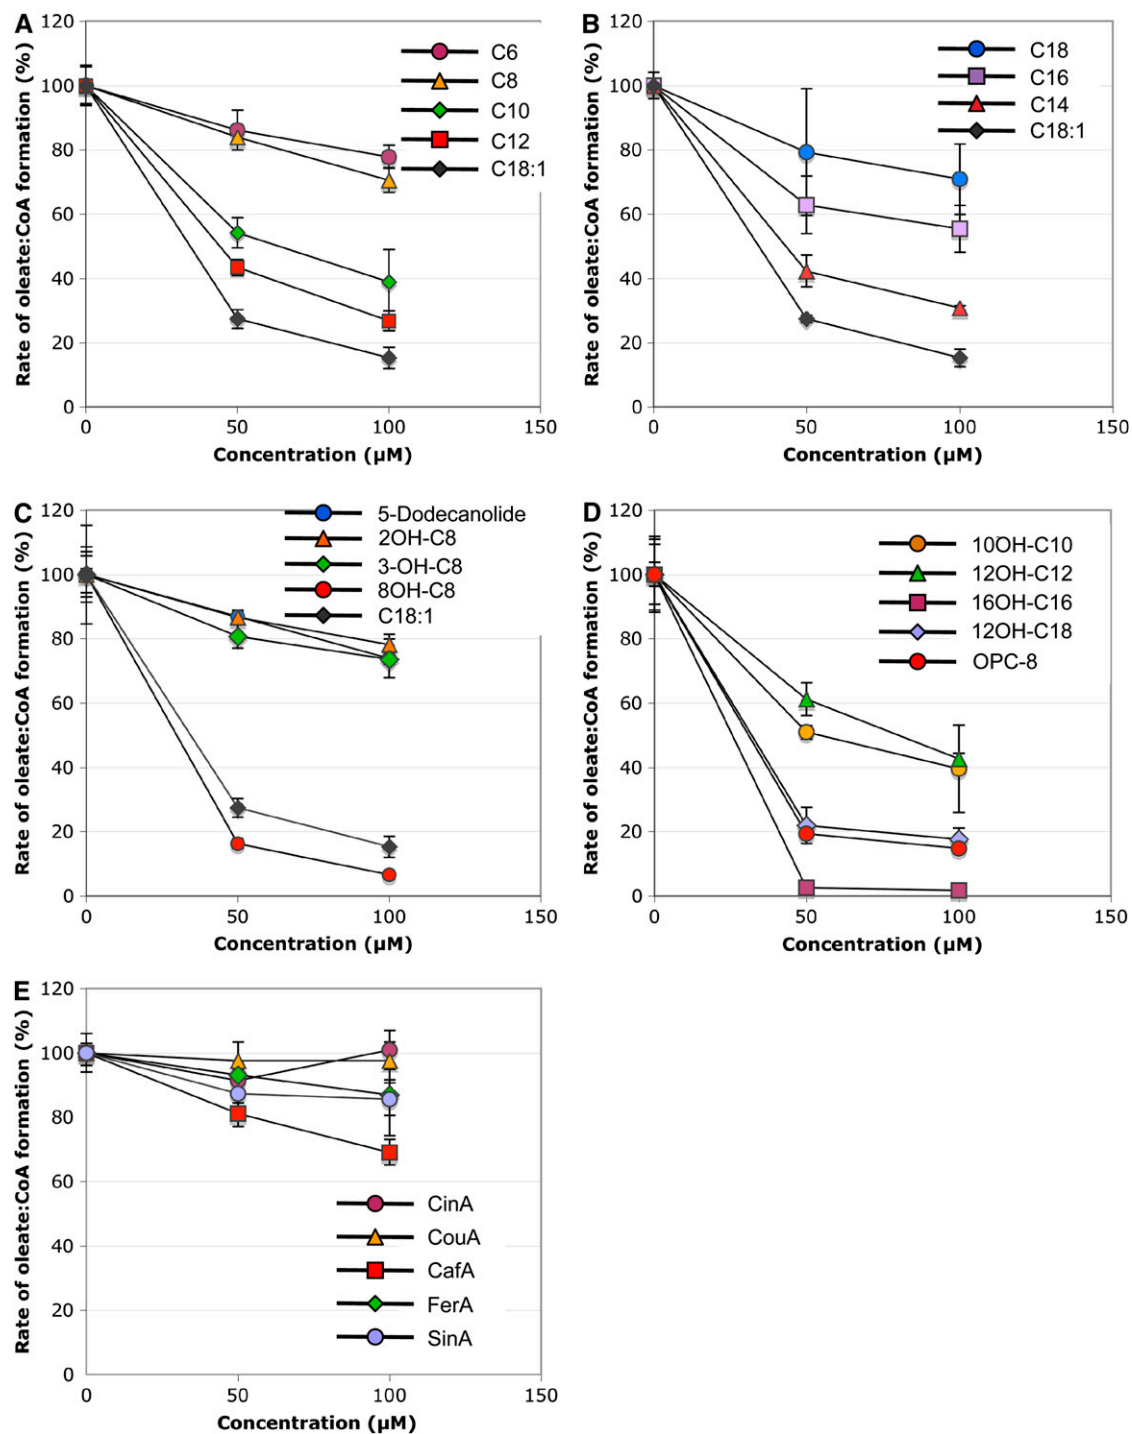 A
Rate of oleate:CoA formation (%)
120
100
80
60
40
20
0
0
50
100
150
Concentration (µM)
C6
C8
C10
C12
C18:1
B
Rate of oleate:CoA formation (%)
120
100
80
60
40
20
0
0
50
100
150
Concentration (µM)
C18
C16
C14
C18:1
C
Rate of oleate:CoA formation (%)
120
100
80
60
40
20
0
0
50
100
150
Concentration (µM)
5-Dodecanolide
2OH-C8
3-OH-C8
8OH-C8
C18:1
D
Rate of oleate:CoA formation (%)
120
100
80
60
40
20
0
0
50
100
150
Concentration (µM)
10OH-C10
12OH-C12
16OH-C16
12OH-C18
OPC-8
E
Rate of oleate:CoA formation (%)
120
100
80
60
40
20
0
0
50
100
150
Concentration (µM)
CinA
CouA
CafA
FerA
SinA